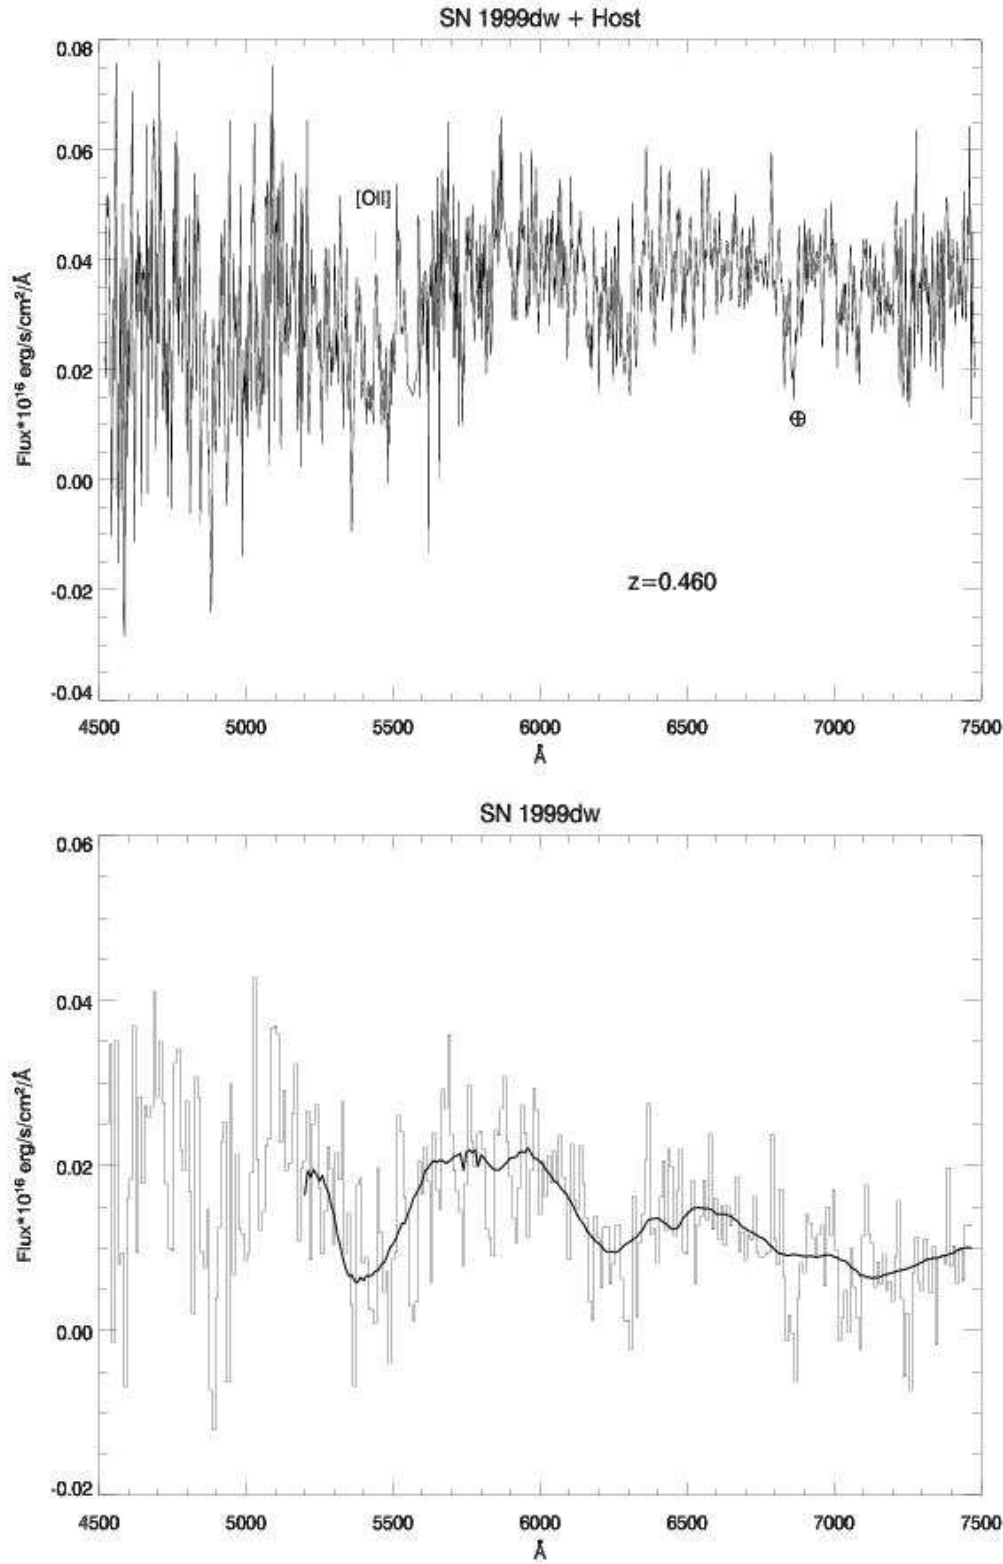 SN 1999dw + Host
0.08
0.06
0.04
0.02
0.00
-0.02
-0.04
Flux*10¹⁶ erg/s/cm²/Å
[OII]
⊕
z=0.460
4500 5000 5500 6000 6500 7000 7500
Å
SN 1999dw
0.06
0.04
0.02
0.00
-0.02
Flux*10¹⁶ erg/s/cm²/Å
4500 5000 5500 6000 6500 7000 7500
Å